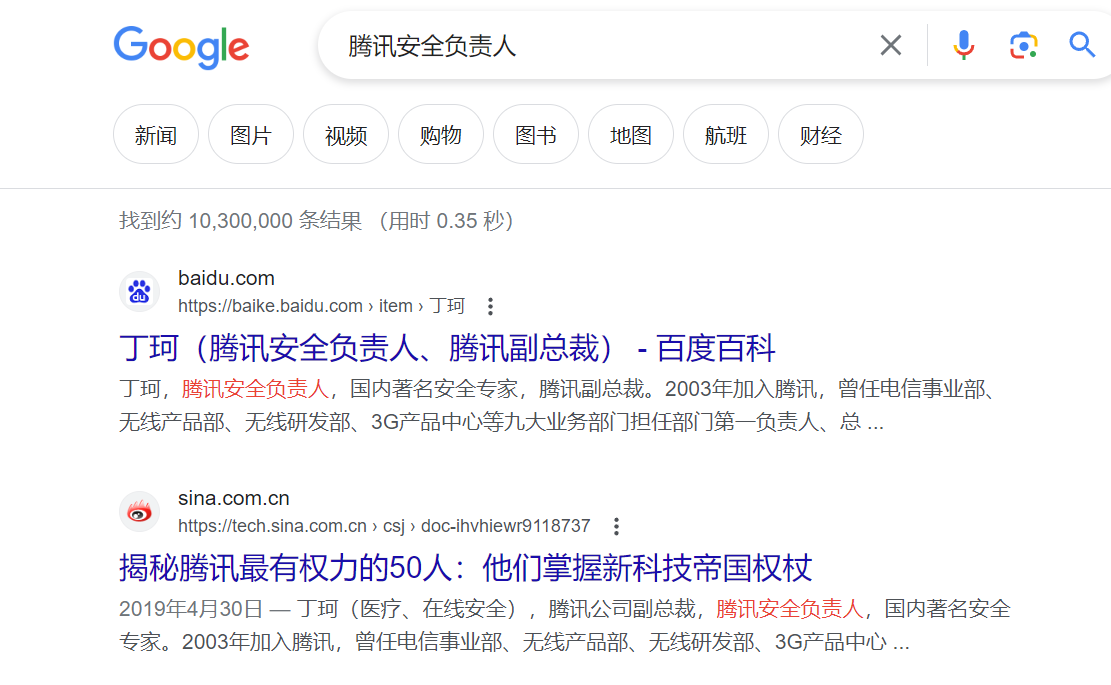 Google
腾讯安全负责人
新闻 图片 视频 购物 图书 地图 航班 财经
找到约 10,300,000 条结果 （用时 0.35 秒）
baidu.com
https://baike.baidu.com › item › 丁珂
丁珂（腾讯安全负责人、腾讯副总裁） - 百度百科
丁珂，腾讯安全负责人，国内著名安全专家，腾讯副总裁。2003年加入腾讯，曾任电信事业部、
无线产品部、无线研发部、3G产品中心等九大业务部门担任部门第一负责人、总 ...
sina.com.cn
https://tech.sina.com.cn › csj › doc-ihvhiewr9118737
揭秘腾讯最有权力的50人：他们掌握新科技帝国权杖
2019年4月30日 — 丁珂（医疗、在线安全），腾讯公司副总裁，腾讯安全负责人，国内著名安全
专家。2003年加入腾讯，曾任电信事业部、无线产品部、无线研发部、3G产品中心 ...